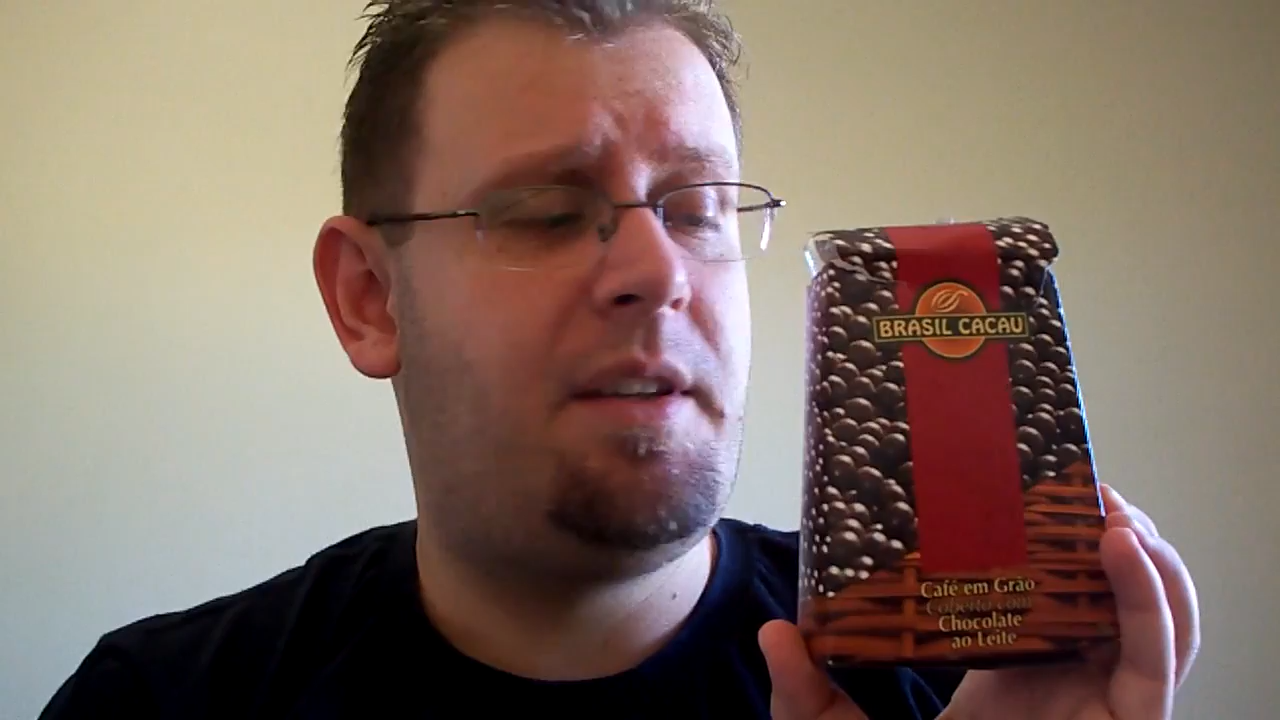 BRASIL CACAU
Café em Grão
Coberto com
Chocolate
ao Leite